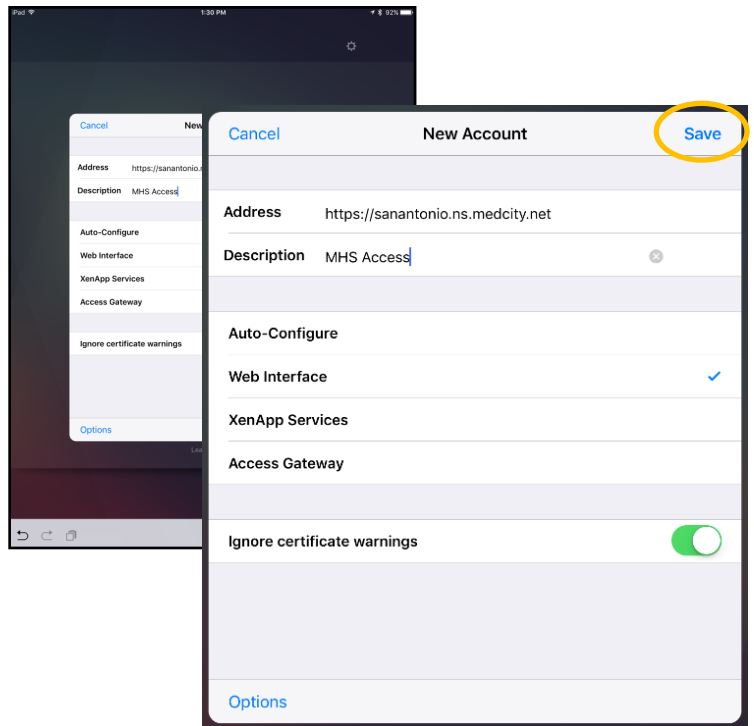 iPad 1:30 PM 92%
Cancel New
Address https://sanantonio.
Description MHS Access
Auto-Configure
Web Interface
XenApp Services
Access Gateway
Ignore certificate warnings
Options
Cancel New Account Save
Address https://sanantonio.ns.medcity.net
Description MHS Access
Auto-Configure
Web Interface
XenApp Services
Access Gateway
Ignore certificate warnings
Options